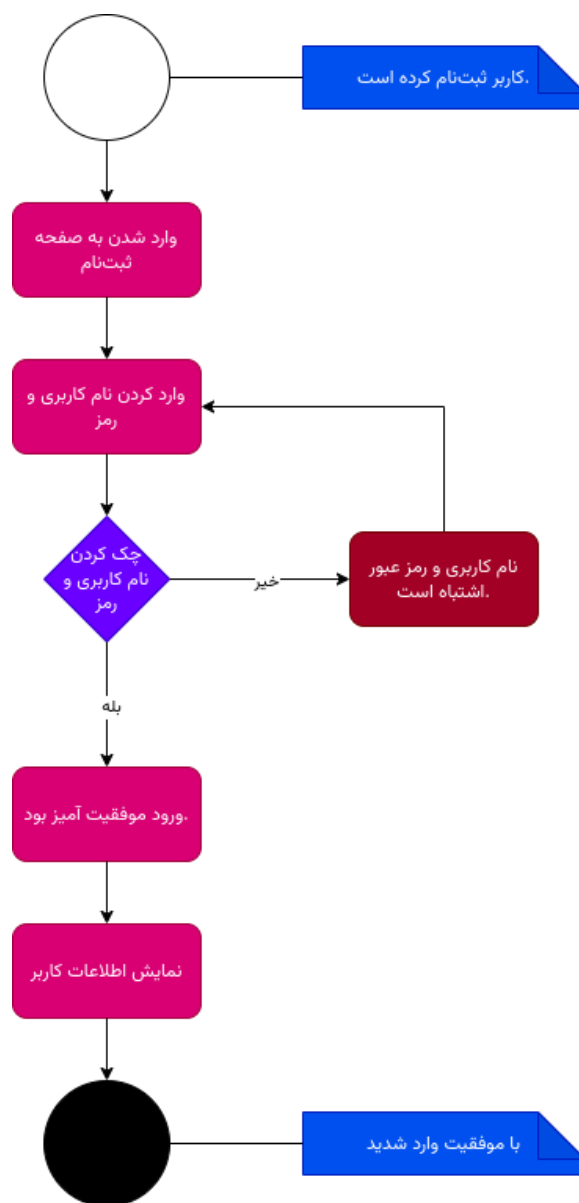 کاربر ثبت‌نام کرده است.
وارد شدن به صفحه
ثبت‌نام
وارد کردن نام کاربری و
رمز
چک کردن
نام کاربری و
رمز
خیر
نام کاربری و رمز عبور
اشتباه است.
بله
ورود موفقیت آمیز بود.
نمایش اطلاعات کاربر
با موفقیت وارد شدید